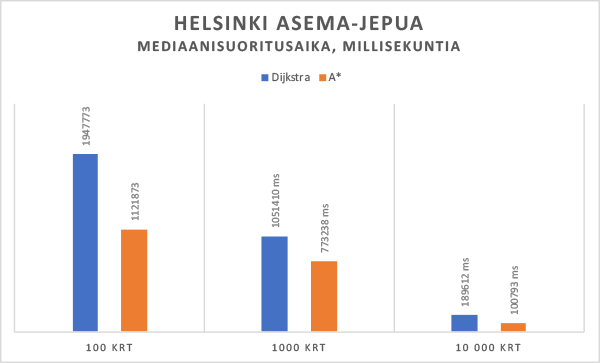 HELSINKI ASEMA-JEPUA
MEDIAANISUORITUSAIKA, MILLISEKUNTIA
Dijkstra A*
1947773
1121873
1051410 ms
773238 ms
189612 ms
100793 ms
100 KRT
1000 KRT
10 000 KRT